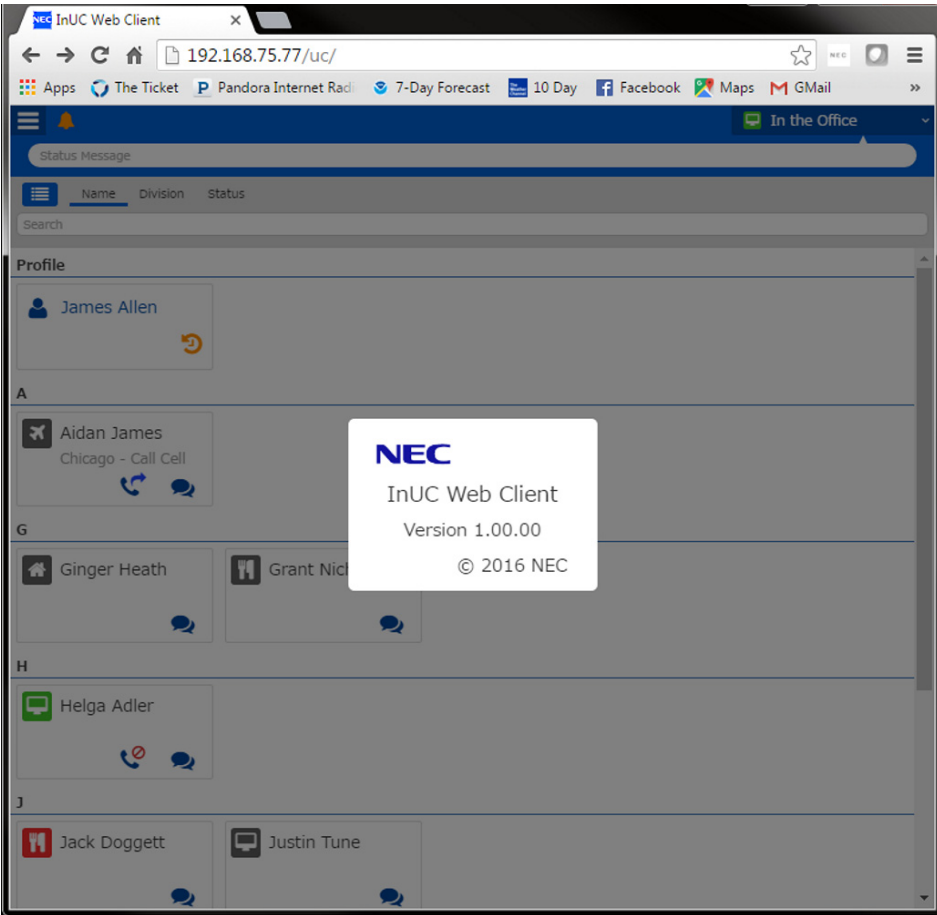 NEC InUC Web Client
192.168.75.77/uc/
NEC
Apps The Ticket P Pandora Internet Radi 7-Day Forecast 10 Day Facebook Maps GMail »
In the Office
Status Message
Name Division Status
Search
Profile
James Allen
A
Aidan James
Chicago - Call Cell
NEC
InUC Web Client
Version 1.00.00
© 2016 NEC
G
Ginger Heath Grant Nich
H
Helga Adler
J
Jack Doggett Justin Tune